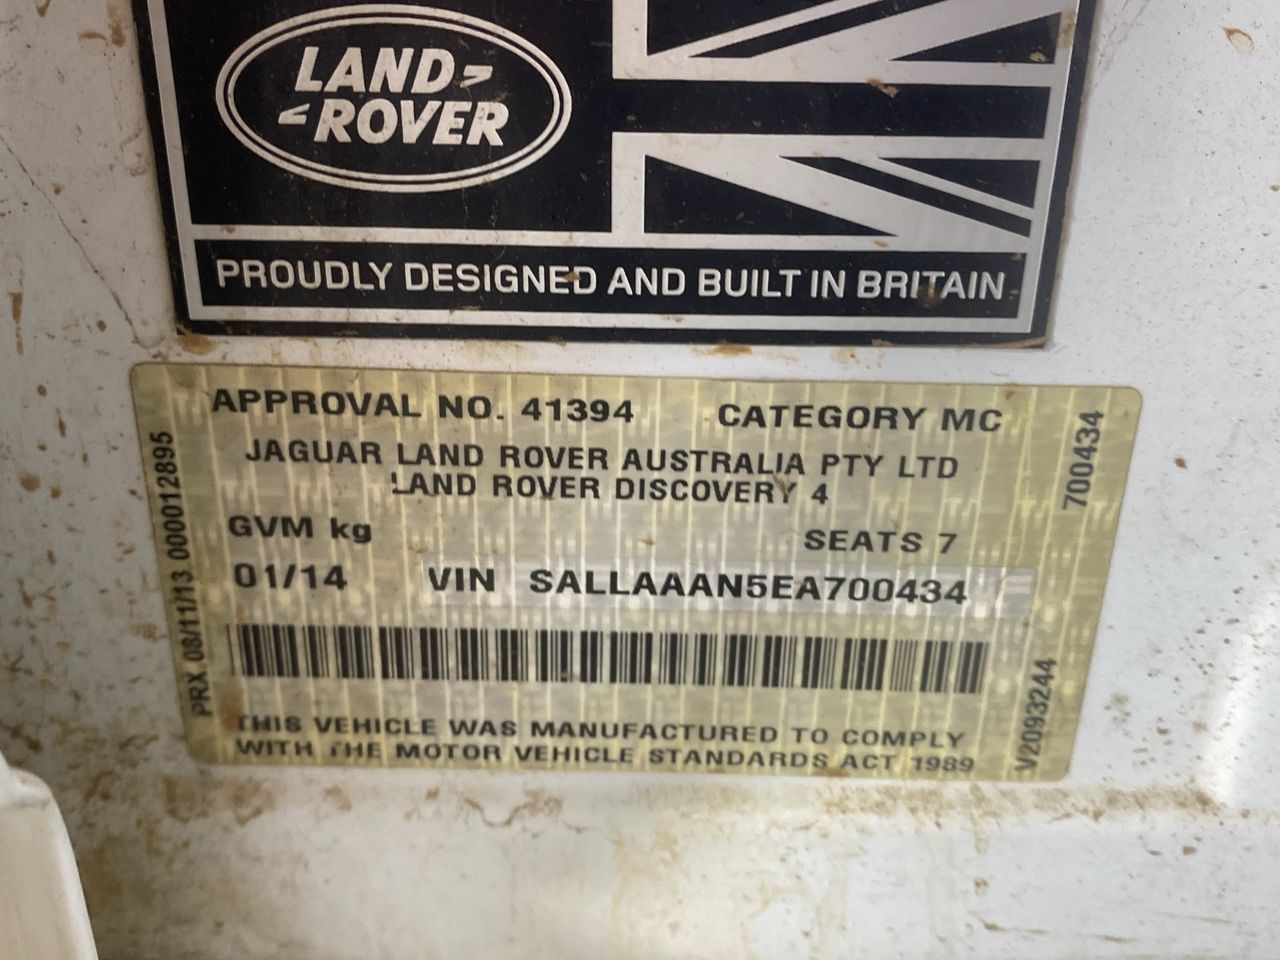 LAND
ROVER
PROUDLY DESIGNED AND BUILT IN BRITAIN
APPROVAL NO. 41394 CATEGORY MC
JAGUAR LAND ROVER AUSTRALIA PTY LTD
LAND ROVER DISCOVERY 4
GVM kg SEATS 7
01/14 VIN SALLAAAN5EA700434
THIS VEHICLE WAS MANUFACTURED TO COMPLY
WITH THE MOTOR VEHICLE STANDARDS ACT 1989
PRX 08/11/13 000012895
700434
V2093244